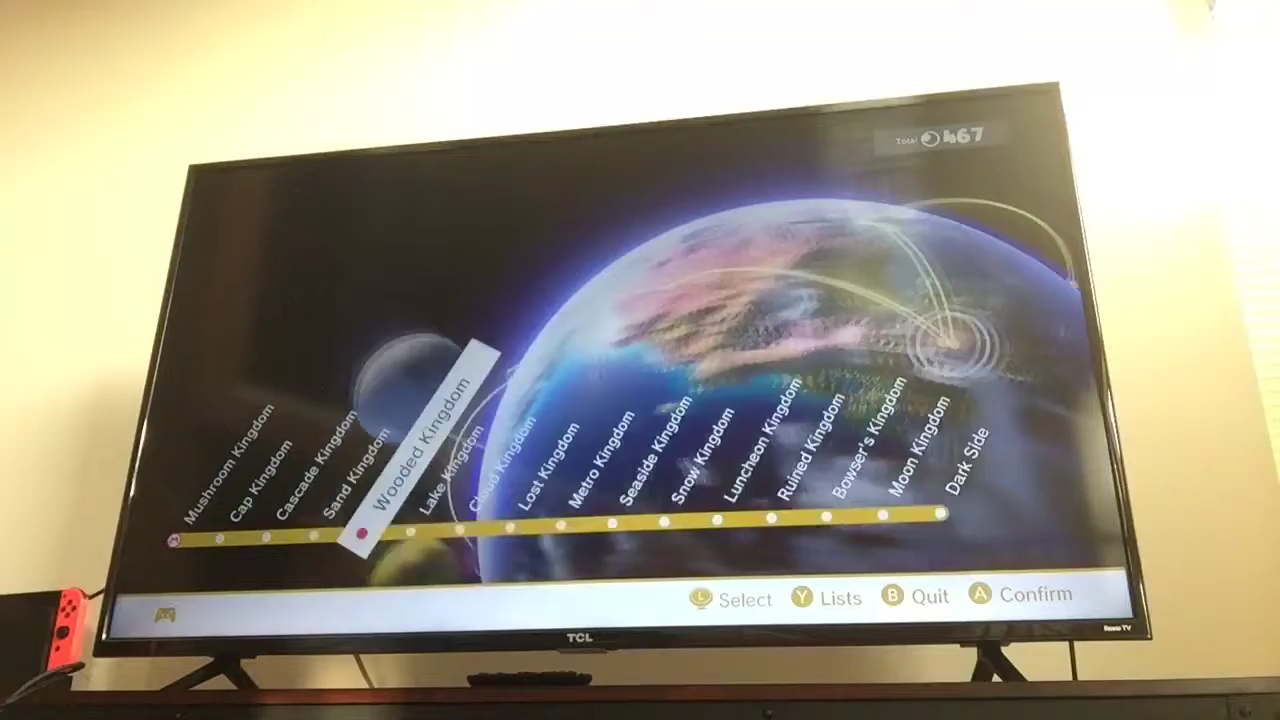 Total 467
Mushroom Kingdom
Cap Kingdom
Cascade Kingdom
Sand Kingdom
Wooded Kingdom
Lake Kingdom
Cloud Kingdom
Lost Kingdom
Metro Kingdom
Seaside Kingdom
Snow Kingdom
Luncheon Kingdom
Ruined Kingdom
Bowser's Kingdom
Moon Kingdom
Dark Side
L Select Y Lists B Quit A Confirm
TCL
Roku TV